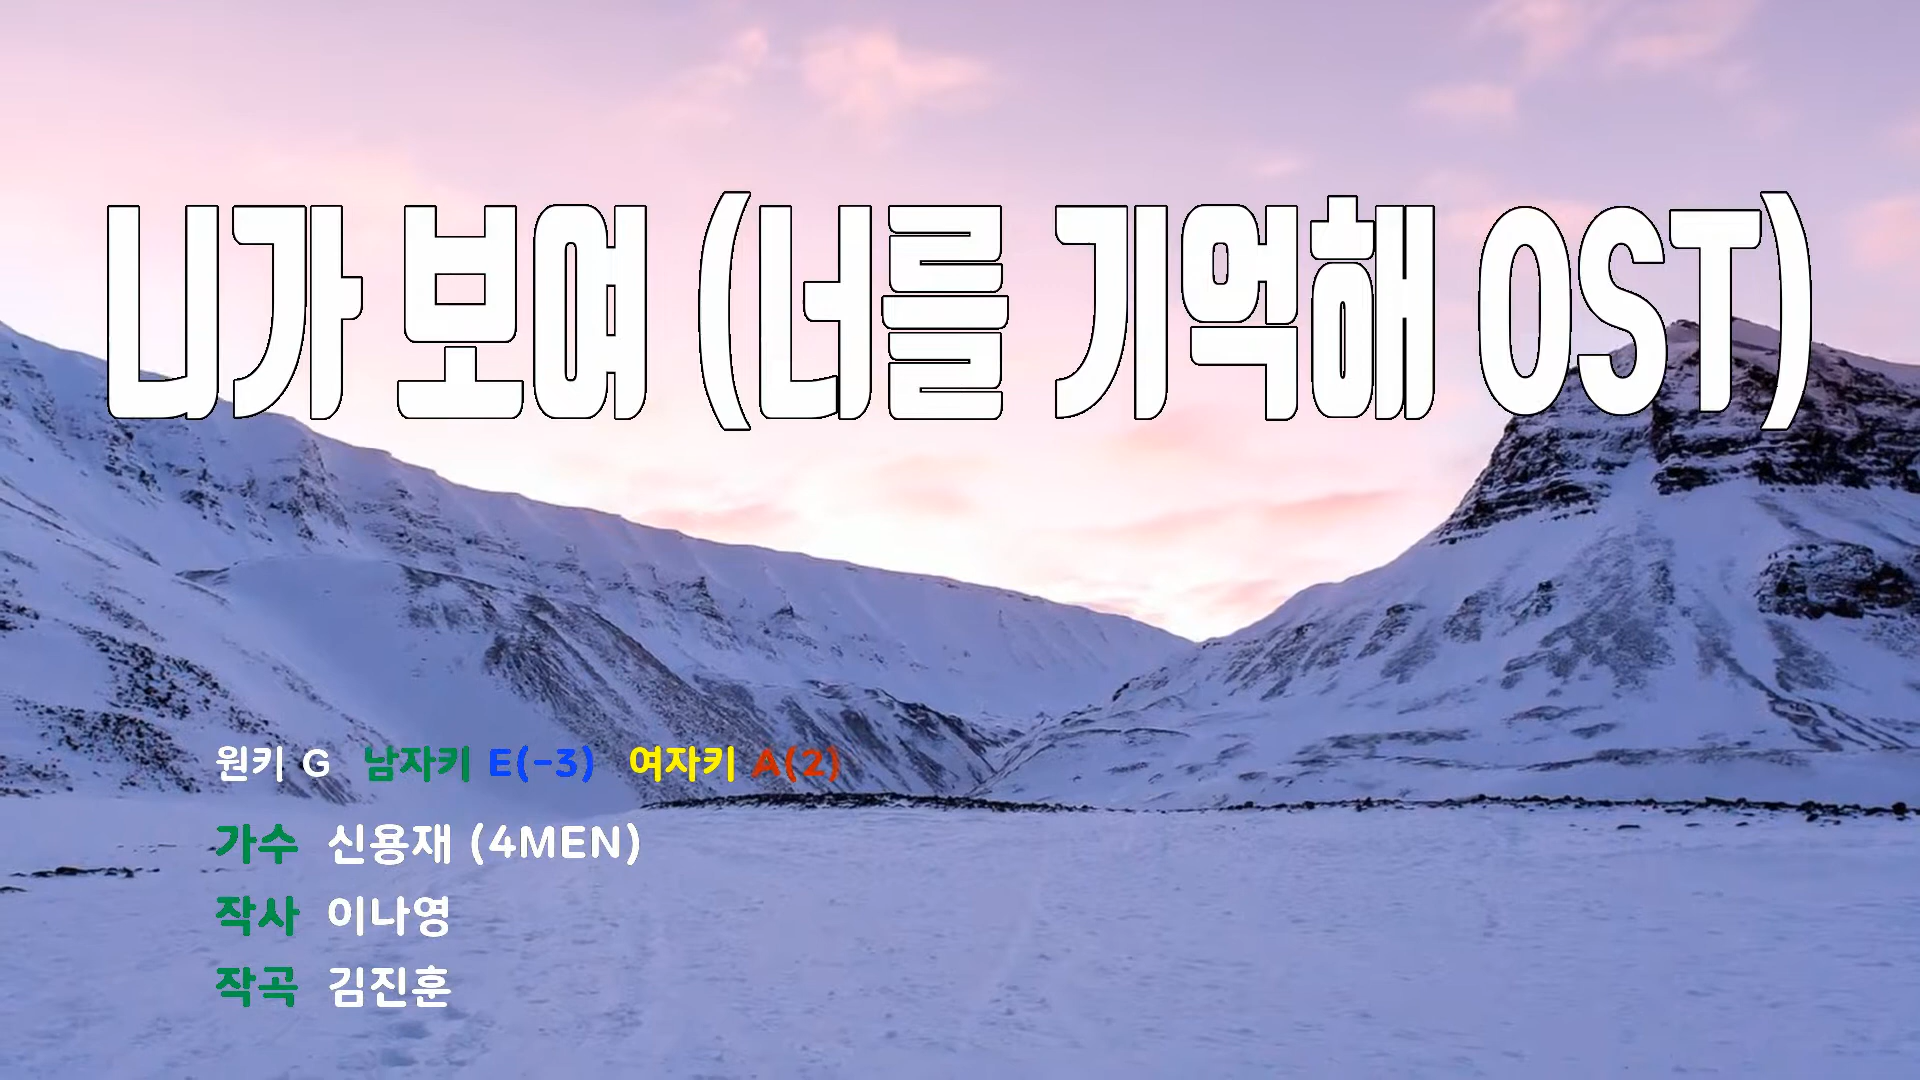 니가 보여 (너를 기억해 OST)
원키 G 남자키 E(-3) 여자키 A(2)
가수 신용재 (4MEN)
작사 이나영
작곡 김진훈